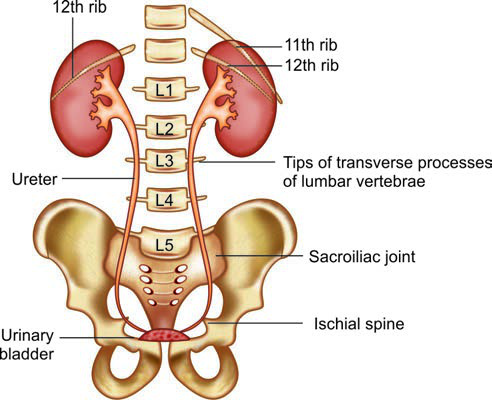 12th rib
11th rib
12th rib
L1
L2
L3
Tips of transverse processes
of lumbar vertebrae
Ureter
L4
L5
Sacroiliac joint
Ischial spine
Urinary
bladder